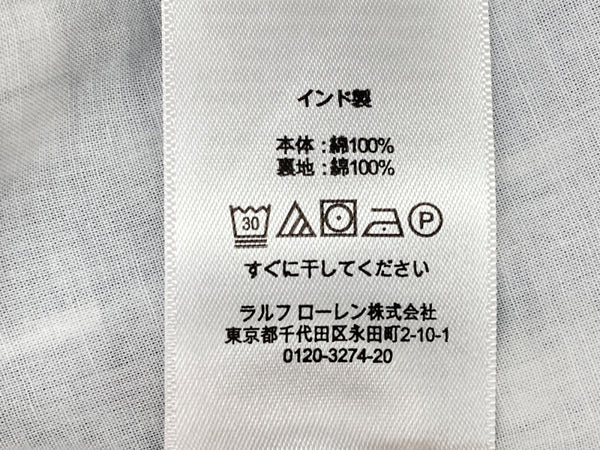 インド製
本体:綿100%
裏地:綿100%
30 P
すぐに干してください
ラルフ ローレン株式会社
東京都千代田区永田町2-10-1
0120-3274-20